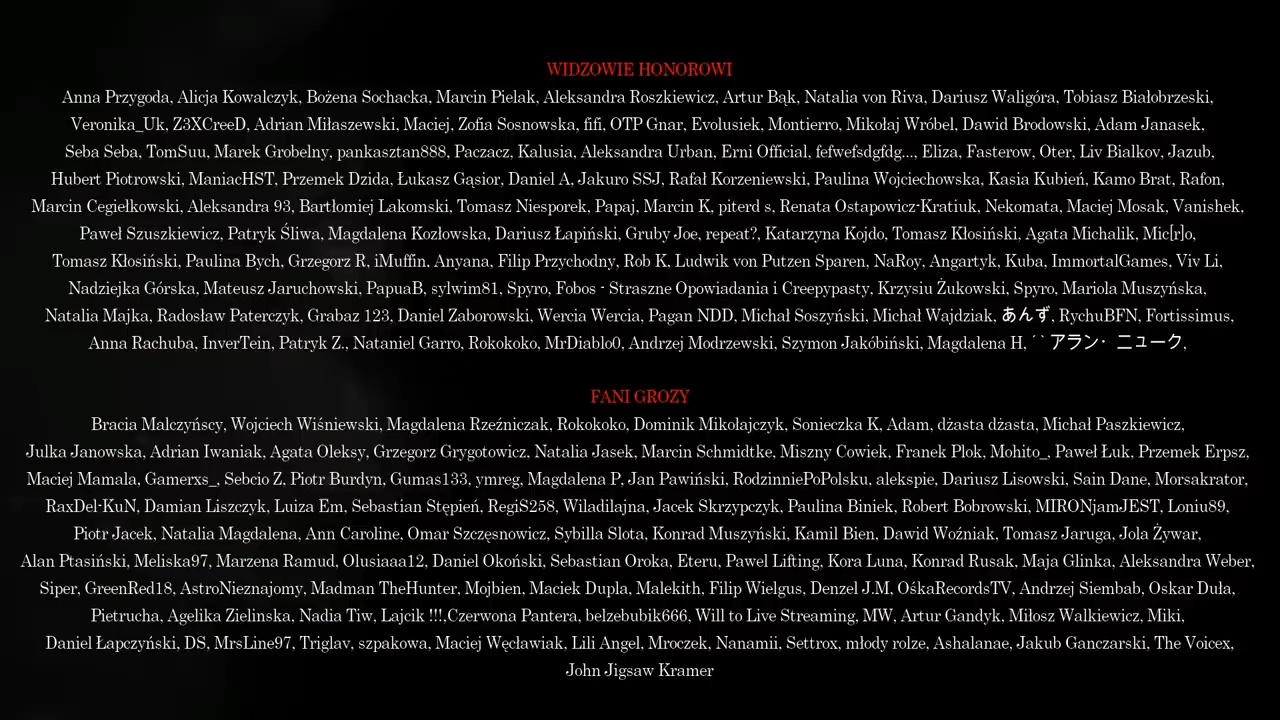 WIDZOWIE HONOROWI
Anna Przygoda, Alicja Kowalczyk, Bożena Sochacka, Marcin Pielak, Aleksandra Roszkiewicz, Artur Bąk, Natalia von Riva, Dariusz Waligóra, Tobiasz Białobrzeski,
Veronika_Uk, Z3XCreeD, Adrian Miłaszewski, Maciej, Zofia Sosnowska, fifi, OTP Gnar, Evolusiek, Montierro, Mikołaj Wróbel, Dawid Brodowski, Adam Janasek,
Seba Seba, TomSuu, Marek Grobelny, pankasztan888, Paczacz, Kalusia, Aleksandra Urban, Erni Official, fefwefsdgfdg..., Eliza, Fasterow, Oter, Liv Bialkov, Jazub,
Hubert Piotrowski, ManiacHST, Przemek Dzida, Łukasz Gąsior, Daniel A, Jakuro SSJ, Rafał Korzeniewski, Paulina Wojciechowska, Kasia Kubień, Kamo Brat, Rafon,
Marcin Cegiełkowski, Aleksandra 93, Bartłomiej Lakomski, Tomasz Niesporek, Papaj, Marcin K, piterd s, Renata Ostapowicz-Kratiuk, Nekomata, Maciej Mosak, Vanishek,
Paweł Szuszkiewicz, Patryk Śliwa, Magdalena Kozłowska, Dariusz Łapiński, Gruby Joe, repeat?, Katarzyna Kojdo, Tomasz Kłosiński, Agata Michalik, Mic[r]o,
Tomasz Kłosiński, Paulina Bych, Grzegorz R, iMuffin, Anyana, Filip Przychodny, Rob K, Ludwik von Putzen Sparen, NaRoy, Angartyk, Kuba, ImmortalGames, Viv Li,
Nadziejka Górska, Mateusz Jaruchowski, PapuaB, sylwim81, Spyro, Fobos - Straszne Opowiadania i Creepypasty, Krzysiu Żukowski, Spyro, Mariola Muszyńska,
Natalia Majka, Radosław Paterczyk, Grabaz 123, Daniel Zaborowski, Wercia Wercia, Pagan NDD, Michał Soszyński, Michał Wajdziak, あんず, RychuBFN, Fortissimus,
Anna Rachuba, InverTein, Patryk Z., Nataniel Garro, Rokokoko, MrDiablo0, Andrzej Modrzewski, Szymon Jakóbiński, Magdalena H, ˋˋ アラン・ ニューク,
FANI GROZY
Bracia Malczyńscy, Wojciech Wiśniewski, Magdalena Rzeźniczak, Rokokoko, Dominik Mikołajczyk, Sonieczka K, Adam, dżasta dżasta, Michał Paszkiewicz,
Julka Janowska, Adrian Iwaniak, Agata Oleksy, Grzegorz Grygotowicz, Natalia Jasek, Marcin Schmidtke, Miszny Cowiek, Franek Plok, Mohito_, Paweł Łuk, Przemek Erpsz,
Maciej Mamala, Gamerxs_, Sebcio Z, Piotr Burdyn, Gumas133, ymreg, Magdalena P, Jan Pawiński, RodzinniePoPolsku, alekspie, Dariusz Lisowski, Sain Dane, Morsakrator,
RaxDel-KuN, Damian Liszczyk, Luiza Em, Sebastian Stępień, RegiS258, Wiladilajna, Jacek Skrzypczyk, Paulina Biniek, Robert Bobrowski, MIRONjamJEST, Loniu89,
Piotr Jacek, Natalia Magdalena, Ann Caroline, Omar Szczęsnowicz, Sybilla Slota, Konrad Muszyński, Kamil Bien, Dawid Woźniak, Tomasz Jaruga, Jola Żywar,
Alan Ptasiński, Meliska97, Marzena Ramud, Olusiaaa12, Daniel Okoński, Sebastian Oroka, Eteru, Pawel Lifting, Kora Luna, Konrad Rusak, Maja Glinka, Aleksandra Weber,
Siper, GreenRed18, AstroNieznajomy, Madman TheHunter, Mojbien, Maciek Dupla, Malekith, Filip Wielgus, Denzel J.M, OśkaRecordsTV, Andrzej Siembab, Oskar Duła,
Pietrucha, Agelika Zielinska, Nadia Tiw, Lajcik !!!,Czerwona Pantera, belzebubik666, Will to Live Streaming, MW, Artur Gandyk, Miłosz Walkiewicz, Miki,
Daniel Łapczyński, DS, MrsLine97, Triglav, szpakowa, Maciej Węcławiak, Lili Angel, Mroczek, Nanamii, Settrox, młody rolze, Ashalanae, Jakub Ganczarski, The Voicex,
John Jigsaw Kramer